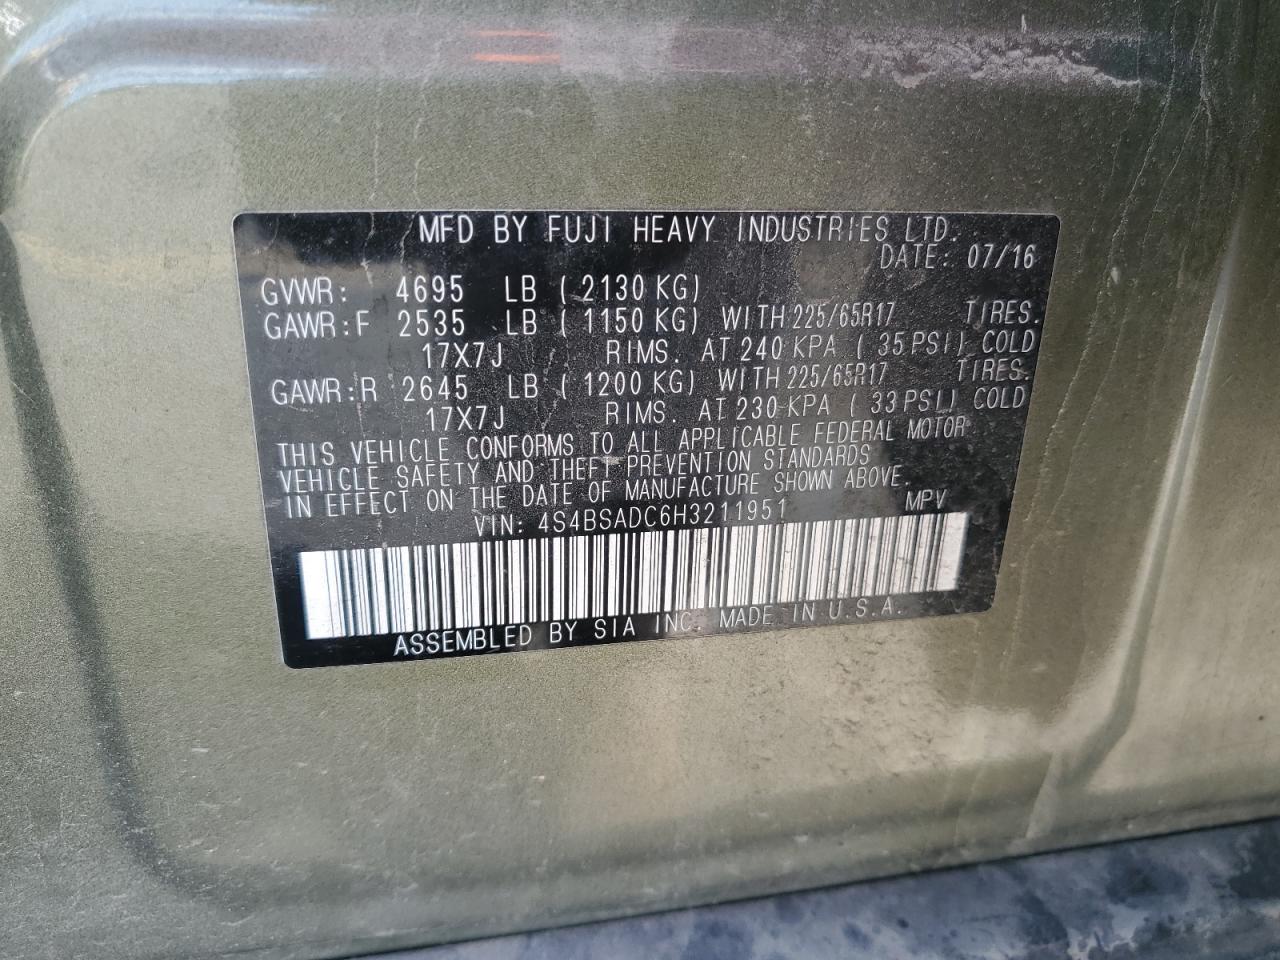 MFD BY FUJI HEAVY INDUSTRIES LTD.
DATE: 07/16
GVWR: 4695 LB ( 2130 KG)
GAWR:F 2535 LB ( 1150 KG) WITH 225/65R17 TIRES.
17X7J RIMS. AT 240 KPA ( 35 PSI) COLD
GAWR:R 2645 LB ( 1200 KG) WITH 225/65R17 TIRES.
17X7J RIMS. AT 230 KPA ( 33 PSI) COLD
THIS VEHICLE CONFORMS TO ALL APPLICABLE FEDERAL MOTOR
VEHICLE SAFETY AND THEFT PREVENTION STANDARDS
IN EFFECT ON THE DATE OF MANUFACTURE SHOWN ABOVE.
VIN: 4S4BSADC6H3211951 MPV
ASSEMBLED BY SIA INC. MADE IN U.S.A.